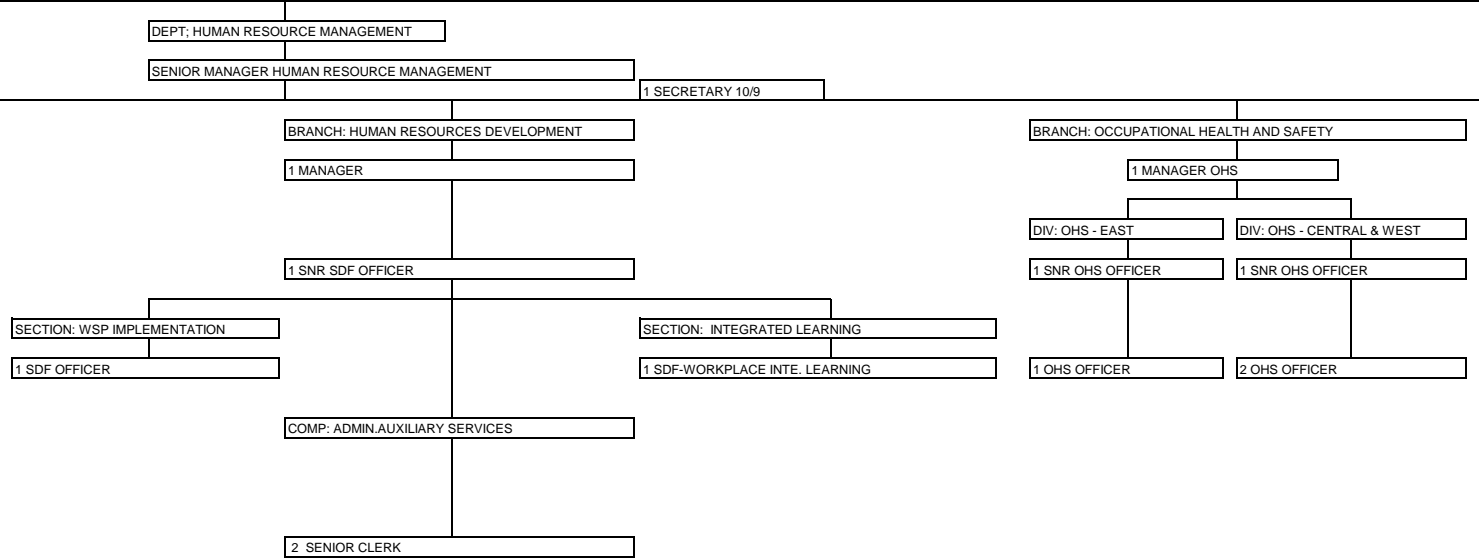 DEPT; HUMAN RESOURCE MANAGEMENT
SENIOR MANAGER HUMAN RESOURCE MANAGEMENT
1 SECRETARY 10/9
BRANCH: HUMAN RESOURCES DEVELOPMENT
BRANCH: OCCUPATIONAL HEALTH AND SAFETY
1 MANAGER
1 MANAGER OHS
DIV: OHS - EAST
DIV: OHS - CENTRAL & WEST
1 SNR SDF OFFICER
1 SNR OHS OFFICER
1 SNR OHS OFFICER
SECTION: WSP IMPLEMENTATION
SECTION: INTEGRATED LEARNING
1 SDF OFFICER
1 SDF-WORKPLACE INTE. LEARNING
1 OHS OFFICER
2 OHS OFFICER
COMP: ADMIN.AUXILIARY SERVICES
2 SENIOR CLERK